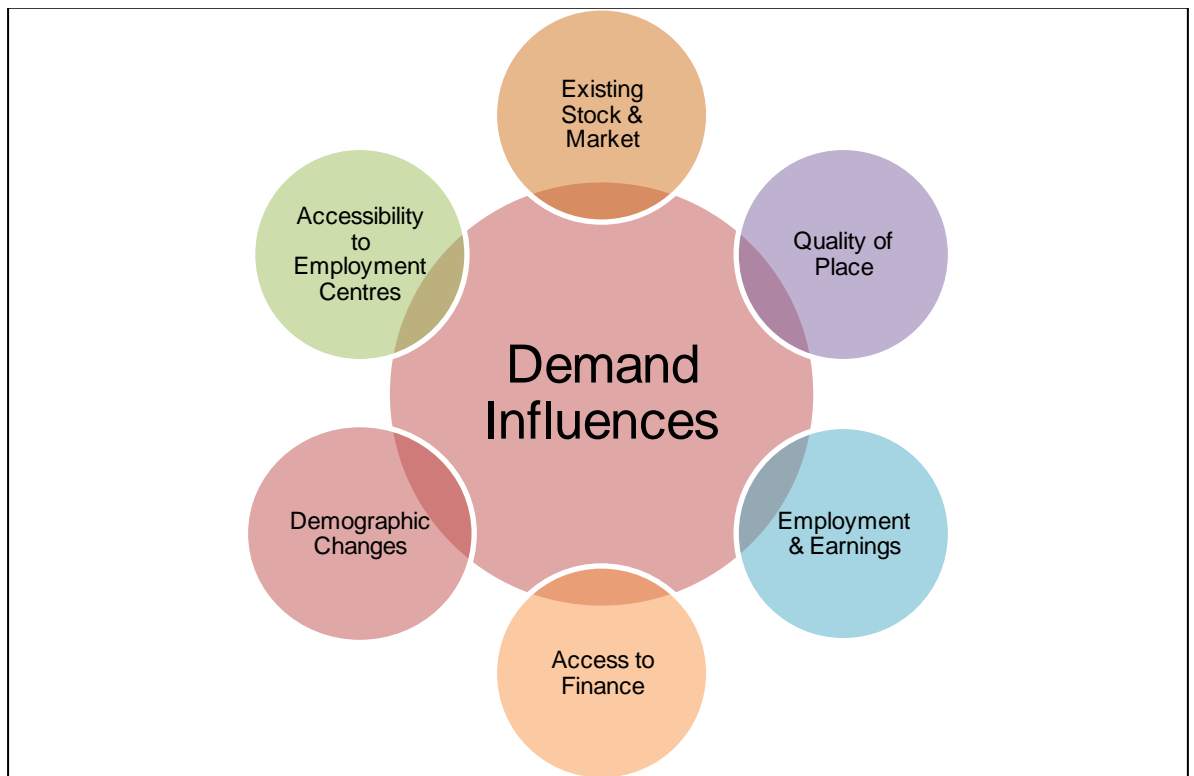 Existing
Stock &
Market
Quality of
Place
Employment
& Earnings
Access to
Finance
Demographic
Changes
Accessibility
to
Employment
Centres
Demand
Influences